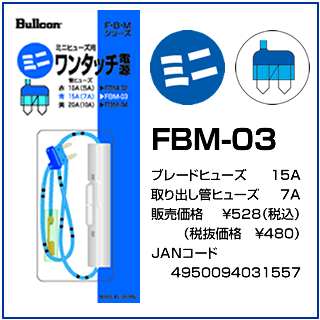 Bullcon
F・B・M
シリーズ
ミニヒューズ用
ミニ
ワンタッチ電源
管ヒューズ
赤 10A(5A) ▶FBM-02
青 15A(7A) ▶FBM-03
黄 20A(10A) ▶FBM-04
MADE IN JAPAN
ミニ
FBM-03
ブレードヒューズ 15A
取り出し管ヒューズ 7A
販売価格 ¥528(税込)
(税抜価格 ¥480)
JANコード
4950094031557